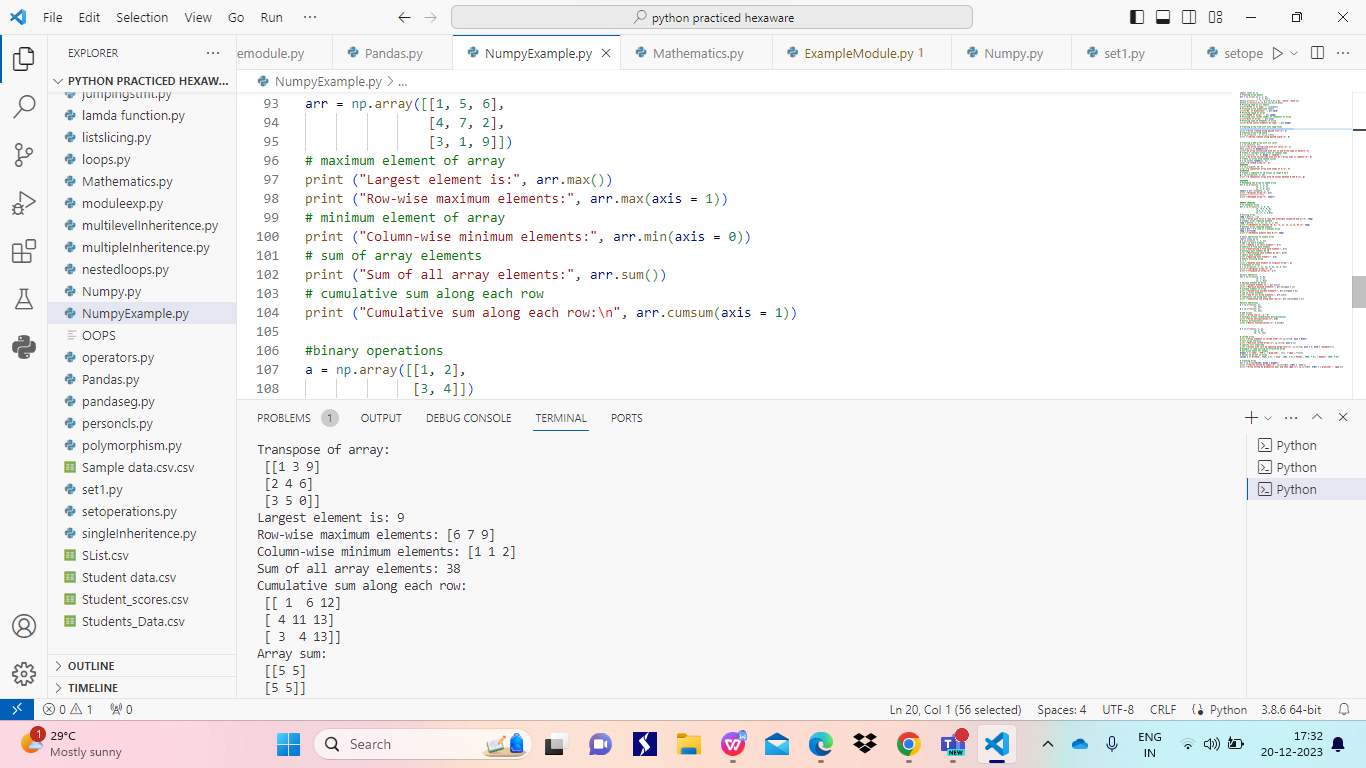 File Edit Selection View Go Run ··· python practiced hexaware
EXPLORER ···
PYTHON PRACTICED HEXAW...
jumpingstmt.py
lamda function.py
listslicing.py
loops.py
Mathematics.py
moduleexp.py
multilevelInheritence.py
multipleInheritence.py
nestedloops.py
Numpy.py
NumpyExample.py
OOPS
operators.py
Pandas.py
pandaseg.py
personcls.py
polymorphism.py
Sample data.csv.csv
set1.py
setoperations.py
singleInheritence.py
SList.csv
Student data.csv
Student_scores.csv
Students_Data.csv
OUTLINE
TIMELINE
emodule.py Pandas.py NumpyExample.py Mathematics.py ExampleModule.py 1 Numpy.py set1.py setope ···
NumpyExample.py > ...
93 arr = np.array([[1, 5, 6],
94 [4, 7, 2],
95 [3, 1, 9]])
96 # maximum element of array
97 print ("Largest element is:", arr.max())
98 print ("Row-wise maximum elements:", arr.max(axis = 1))
99 # minimum element of array
100 print ("Column-wise minimum elements:", arr.min(axis = 0))
101 # sum of array elements
102 print ("Sum of all array elements:", arr.sum())
103 # cumulative sum along each row
104 print ("Cumulative sum along each row:\n", arr.cumsum(axis = 1))
105
106 #binary operations
107 a = np.array([[1, 2],
108 [3, 4]])
PROBLEMS 1 OUTPUT DEBUG CONSOLE TERMINAL PORTS
Transpose of array:
[[1 3 9]
[2 4 6]
[3 5 0]]
Largest element is: 9
Row-wise maximum elements: [6 7 9]
Column-wise minimum elements: [1 1 2]
Sum of all array elements: 38
Cumulative sum along each row:
[[ 1  6 12]
[ 4 11 13]
[ 3  4 13]]
Array sum:
[[5 5]
[5 5]]
Python
Python
Python
0 1 0 Ln 20, Col 1 (56 selected) Spaces: 4 UTF-8 CRLF Python 3.8.6 64-bit
1 29°C
Mostly sunny
Search
NEW
ENG
IN
17:32
20-12-2023